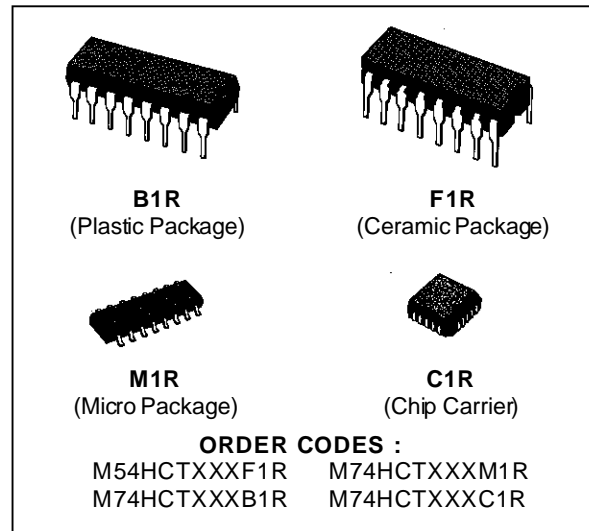 B1R
(Plastic Package)
F1R
(Ceramic Package)
M1R
(Micro Package)
C1R
(Chip Carrier)
ORDER CODES :
M54HCTXXXF1R M74HCTXXXM1R
M74HCTXXXB1R M74HCTXXXC1R